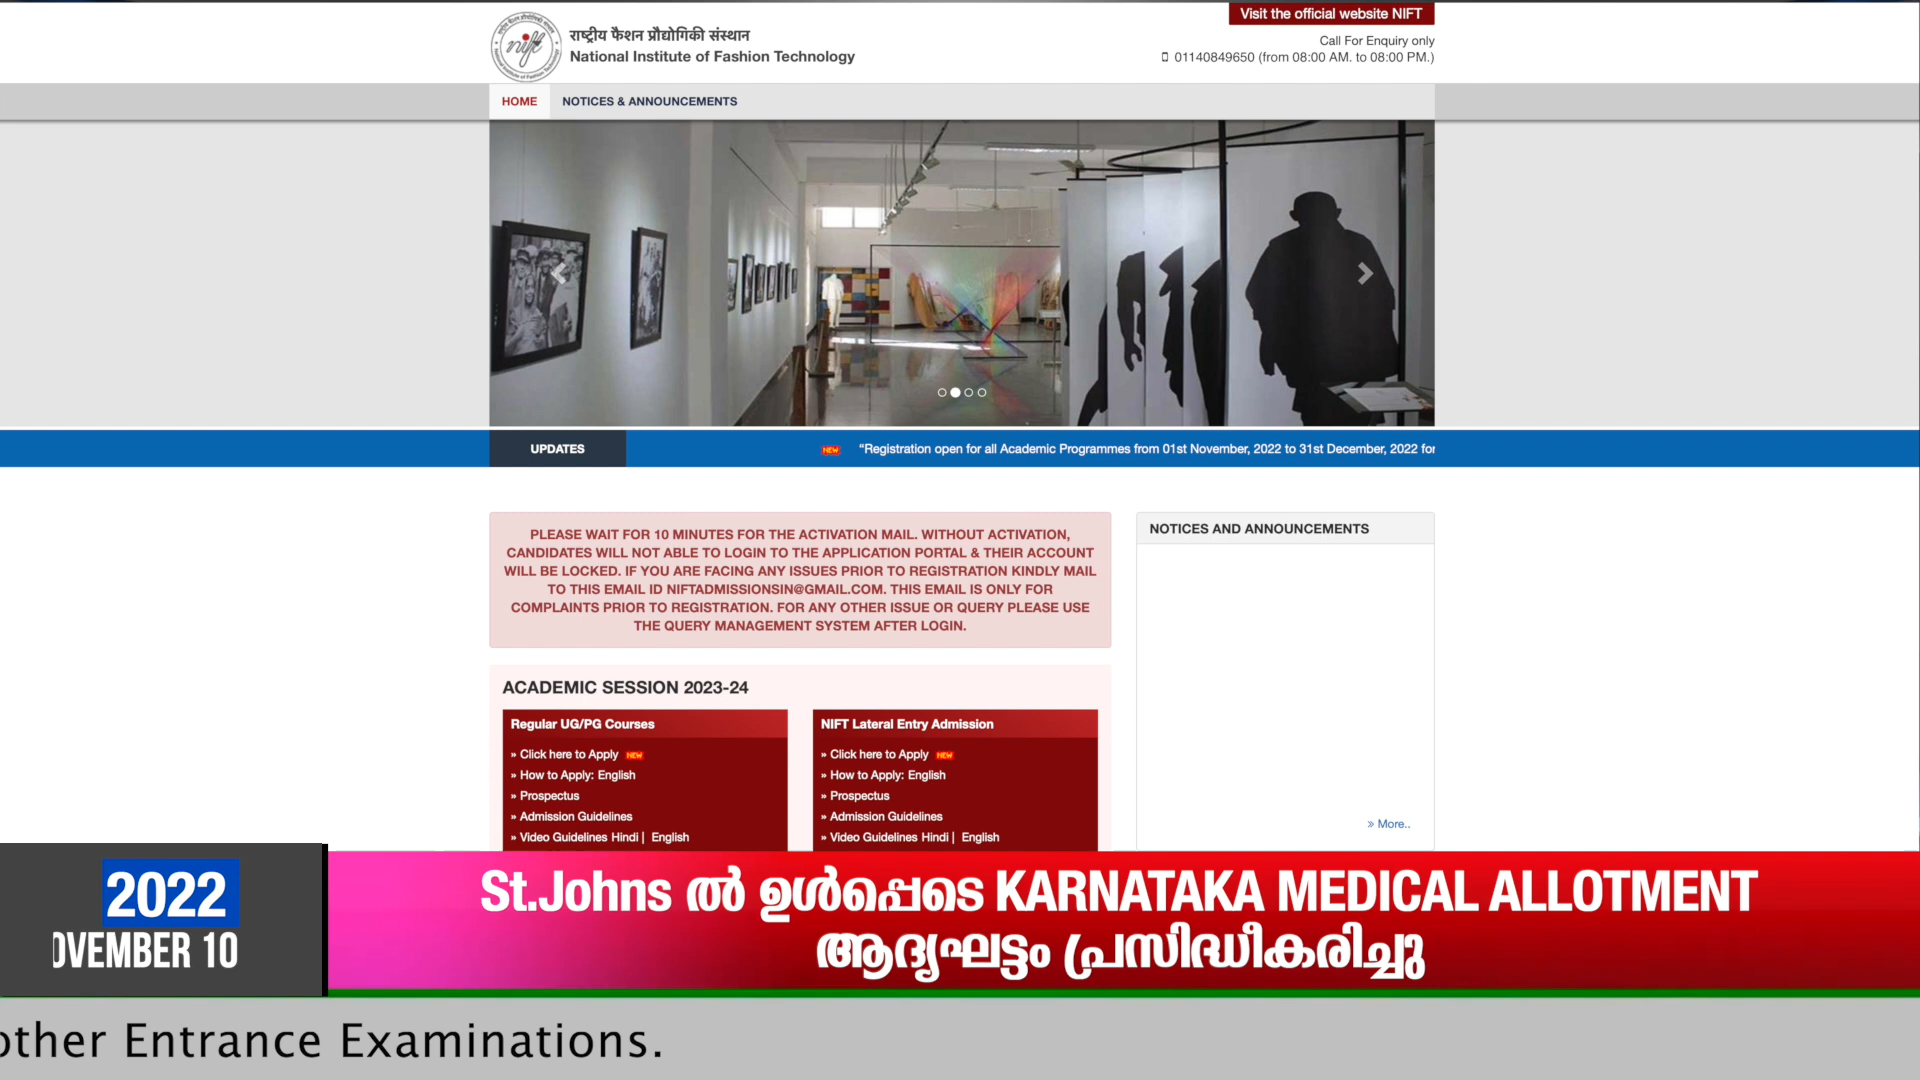 Visit the official website NIFT
राष्ट्रीय फैशन प्रौद्योगिकी संस्थान
National Institute of Fashion Technology
nift
Call For Enquiry only
01140849650 (from 08:00 AM. to 08:00 PM.)
HOME NOTICES & ANNOUNCEMENTS
UPDATES NEW “Registration open for all Academic Programmes from 01st November, 2022 to 31st December, 2022 for
PLEASE WAIT FOR 10 MINUTES FOR THE ACTIVATION MAIL. WITHOUT ACTIVATION,
CANDIDATES WILL NOT ABLE TO LOGIN TO THE APPLICATION PORTAL & THEIR ACCOUNT
WILL BE LOCKED. IF YOU ARE FACING ANY ISSUES PRIOR TO REGISTRATION KINDLY MAIL
TO THIS EMAIL ID NIFTADMISSIONSIN@GMAIL.COM. THIS EMAIL IS ONLY FOR
COMPLAINTS PRIOR TO REGISTRATION. FOR ANY OTHER ISSUE OR QUERY PLEASE USE
THE QUERY MANAGEMENT SYSTEM AFTER LOGIN.
NOTICES AND ANNOUNCEMENTS
» More..
ACADEMIC SESSION 2023-24
Regular UG/PG Courses
» Click here to Apply NEW
» How to Apply: English
» Prospectus
» Admission Guidelines
» Video Guidelines Hindi | English
NIFT Lateral Entry Admission
» Click here to Apply NEW
» How to Apply: English
» Prospectus
» Admission Guidelines
» Video Guidelines Hindi | English
2022
OVEMBER 10
St.Johns ൽ ഉൾപ്പെടെ KARNATAKA MEDICAL ALLOTMENT
ആദ്യഘട്ടം പ്രസിദ്ധീകരിച്ചു
other Entrance Examinations.